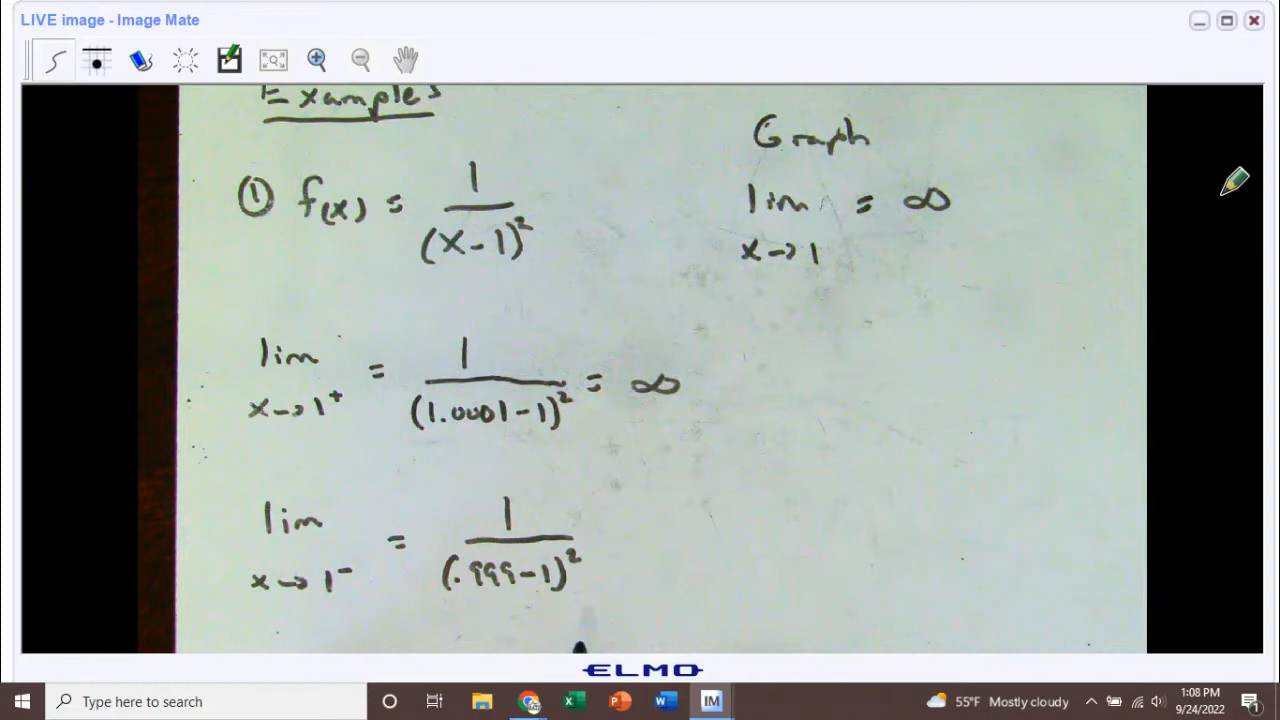 LIVE image - Image Mate
Examples
① f(x) = 1/(x-1)²
Graph
lim x→1 = ∞
lim x→1⁺ = 1/(1.0001-1)² = ∞
lim x→1⁻ = 1/(.999-1)²
ELMO
Type here to search
IM
55°F Mostly cloudy
1:08 PM
9/24/2022
1